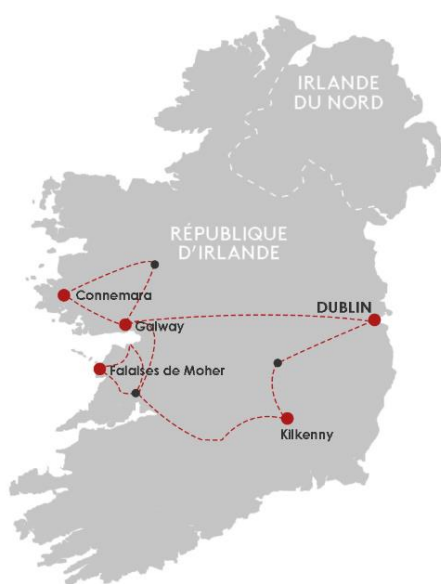 IRLANDE
DU NORD
RÉPUBLIQUE
D'IRLANDE
Connemara
DUBLIN
Galway
Falaises de Moher
Kilkenny